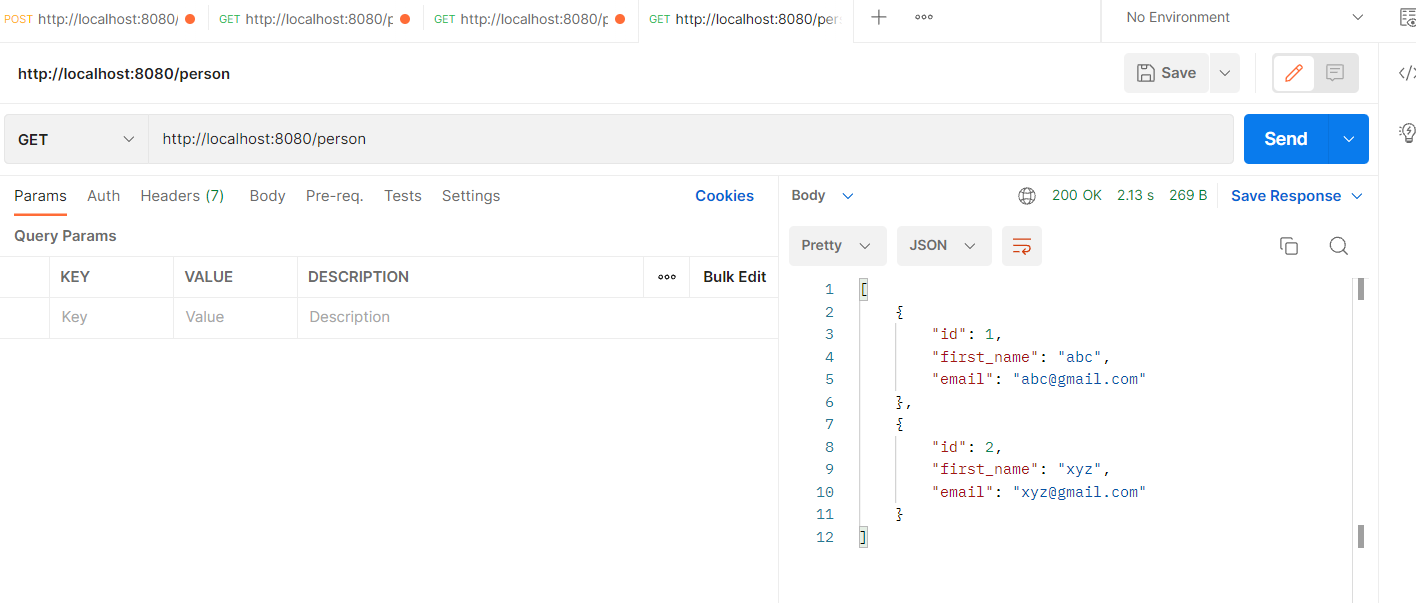 POST http://localhost:8080/ GET http://localhost:8080/p GET http://localhost:8080/p GET http://localhost:8080/per No Environment
http://localhost:8080/person Save
GET http://localhost:8080/person Send
Params Auth Headers (7) Body Pre-req. Tests Settings Cookies
Body 200 OK 2.13 s 269 B Save Response
Query Params
Pretty JSON
KEY VALUE DESCRIPTION Bulk Edit
Key Value Description
1 [
2 {
3 "id": 1,
4 "first_name": "abc",
5 "email": "abc@gmail.com"
6 },
7 {
8 "id": 2,
9 "first_name": "xyz",
10 "email": "xyz@gmail.com"
11 }
12 ]